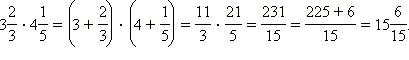 3 2/3 · 4 1/5 = (3 + 2/3) · (4 + 1/5) = 11/3 · 21/5 = 231/15 = (225 + 6)/15 = 15 6/15.